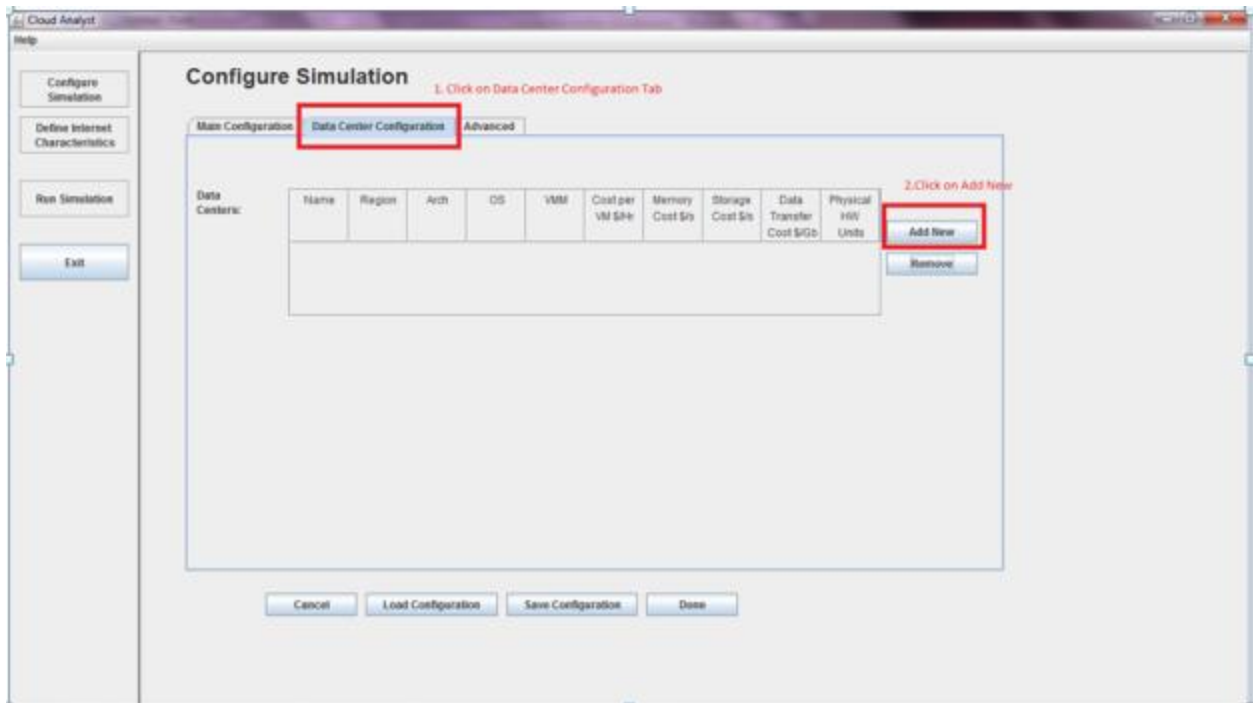 Cloud Analyst
Help
Configure
Simulation
Define Internet
Characteristics
Run Simulation
Exit
Configure Simulation
1. Click on Data Center Configuration Tab
Main Configuration Data Center Configuration Advanced
2.Click on Add New
Data
Centers:
Name Region Arch OS VMM Cost per
VM $/Hr Memory
Cost $/s Storage
Cost $/s Data
Transfer
Cost $/Gb Physical
HW
Units
Add New
Remove
Cancel Load Configuration Save Configuration Done